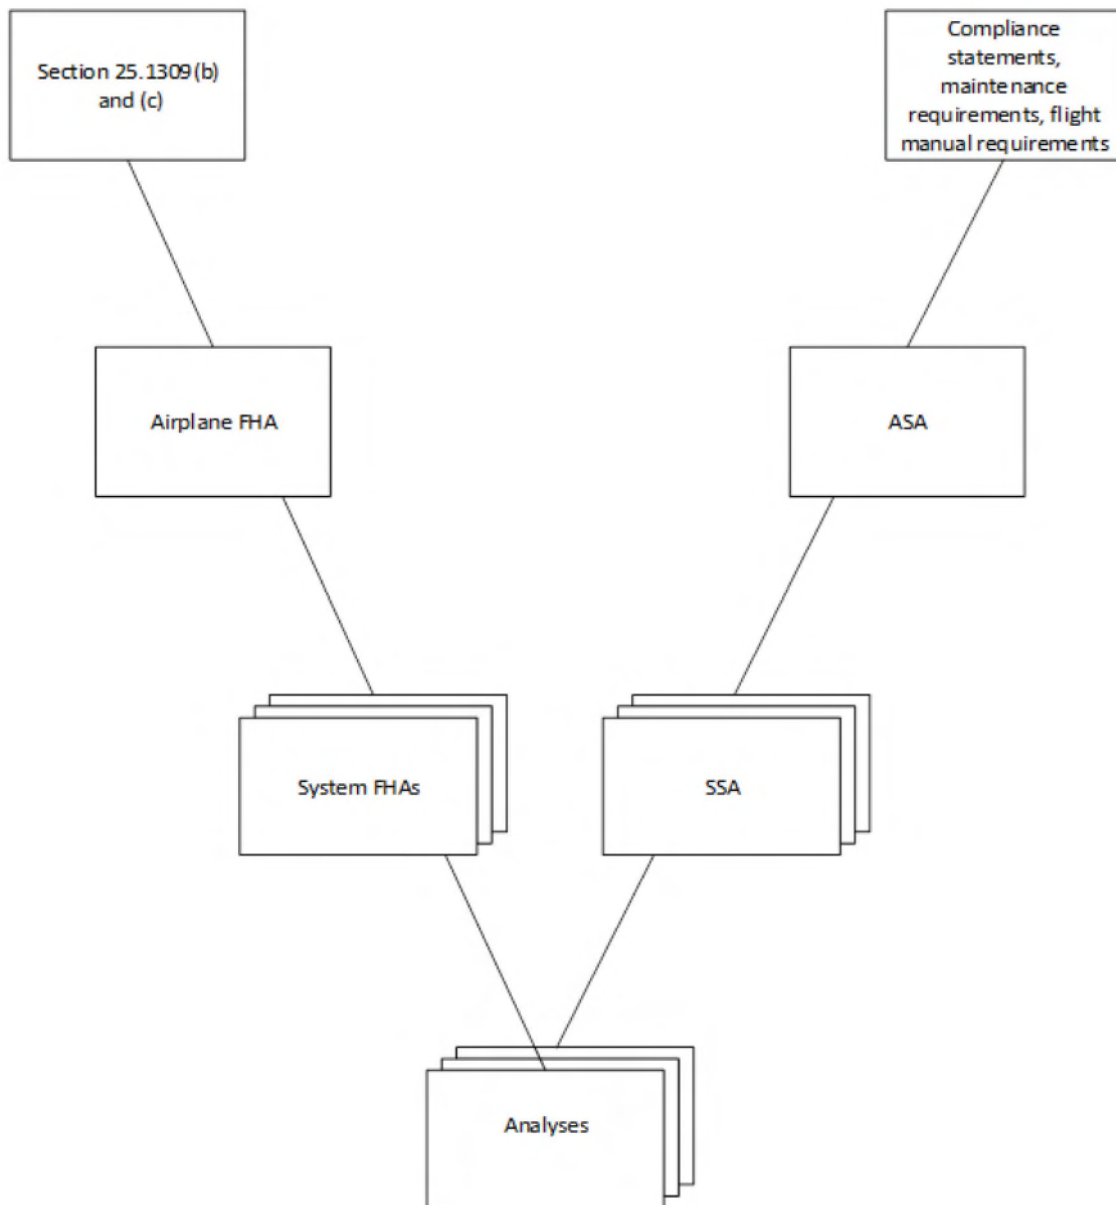 Section 25.1309(b)
and (c)
Compliance
statements,
maintenance
requirements, flight
manual requirements
Airplane FHA
ASA
System FHAs
SSA
Analyses